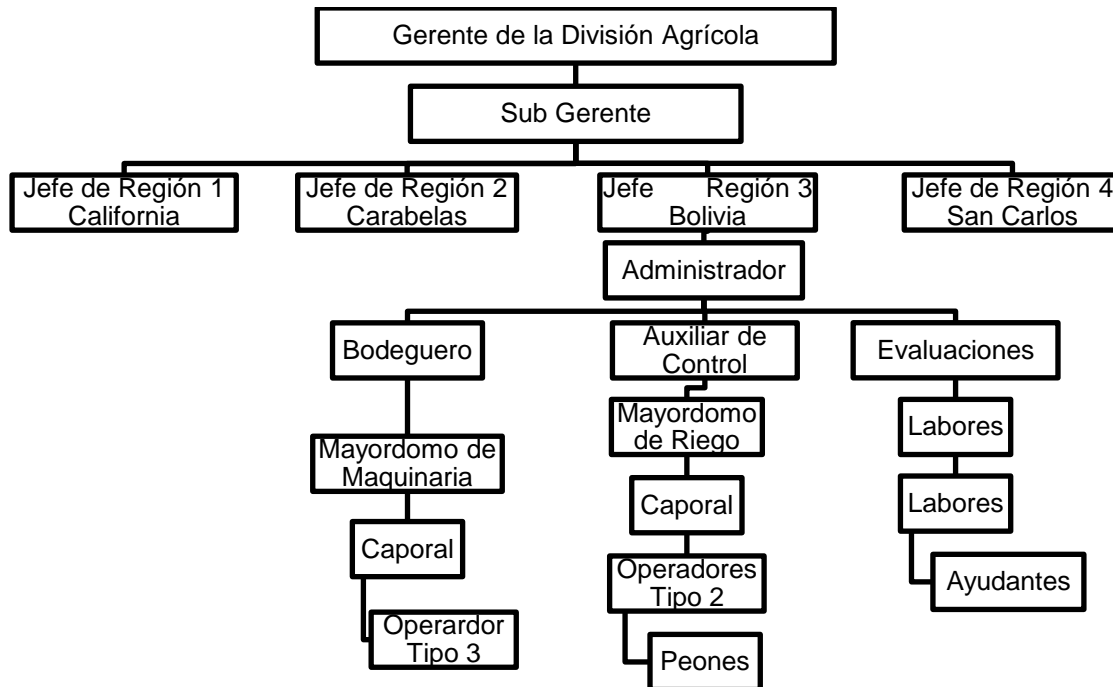 Gerente de la División Agrícola
Sub Gerente
Jefe de Región 1
California
Jefe de Región 2
Carabelas
Jefe Región 3
Bolivia
Jefe de Región 4
San Carlos
Administrador
Bodeguero
Auxiliar de
Control
Evaluaciones
Mayordomo de
Maquinaria
Mayordomo
de Riego
Labores
Caporal
Caporal
Labores
Operardor
Tipo 3
Operadores
Tipo 2
Ayudantes
Peones